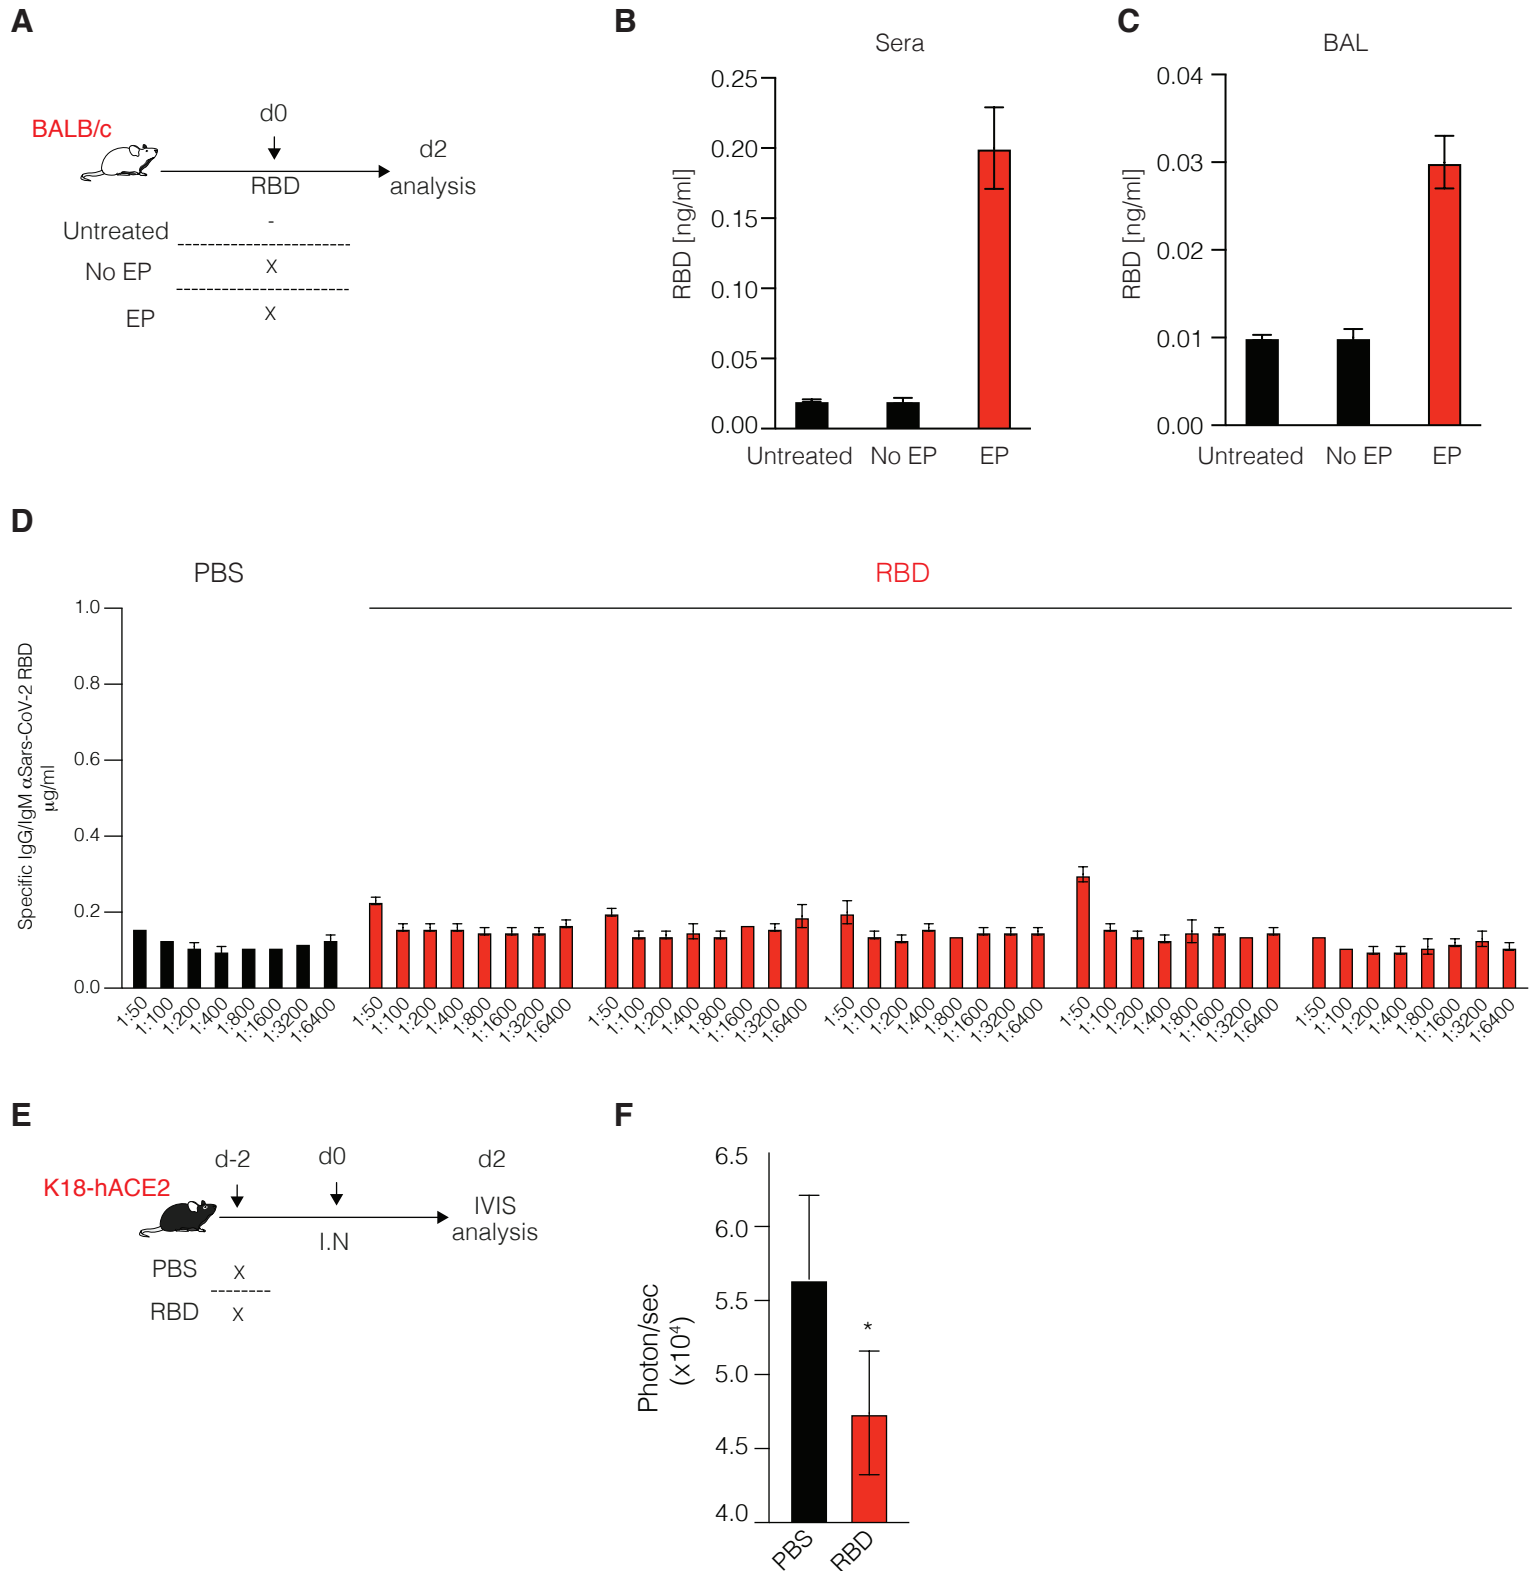 A
BALB/c
d0
RBD
d2
analysis
Untreated -
No EP X
EP X
B
Sera
RBD [ng/ml]
0.25
0.20
0.15
0.10
0.05
0.00
Untreated No EP EP
C
BAL
RBD [ng/ml]
0.04
0.03
0.02
0.01
0.00
Untreated No EP EP
D
PBS RBD
Specific IgG/IgM αSars-CoV-2 RBD
µg/ml
1.0
0.8
0.6
0.4
0.2
0.0
1:50 1:100 1:200 1:400 1:800 1:1600 1:3200 1:6400 1:50 1:100 1:200 1:400 1:800 1:1600 1:3200 1:6400 1:50 1:100 1:200 1:400 1:800 1:1600 1:3200 1:6400 1:50 1:100 1:200 1:400 1:800 1:1600 1:3200 1:6400 1:50 1:100 1:200 1:400 1:800 1:1600 1:3200 1:6400 1:50 1:100 1:200 1:400 1:800 1:1600 1:3200 1:6400
E
K18-hACE2
d-2 d0 d2
I.N
IVIS
analysis
PBS X
RBD X
F
Photon/sec
(x10⁴)
6.5
6.0
5.5
5.0
4.5
4.0
*
PBS RBD